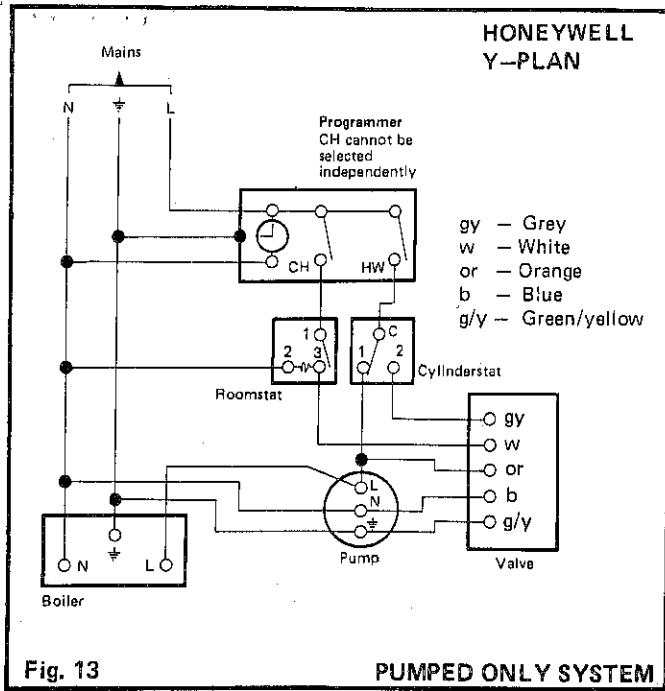 HONEYWELL
Y–PLAN
Mains
N
L
Programmer
CH cannot be
selected
independently
gy – Grey
w – White
or – Orange
b – Blue
g/y – Green/yellow
CH
HW
1
2
3
Roomstat
C
1
2
Cylinderstat
gy
w
or
b
g/y
Valve
L
N
Pump
N
L
Boiler
Fig. 13
PUMPED ONLY SYSTEM